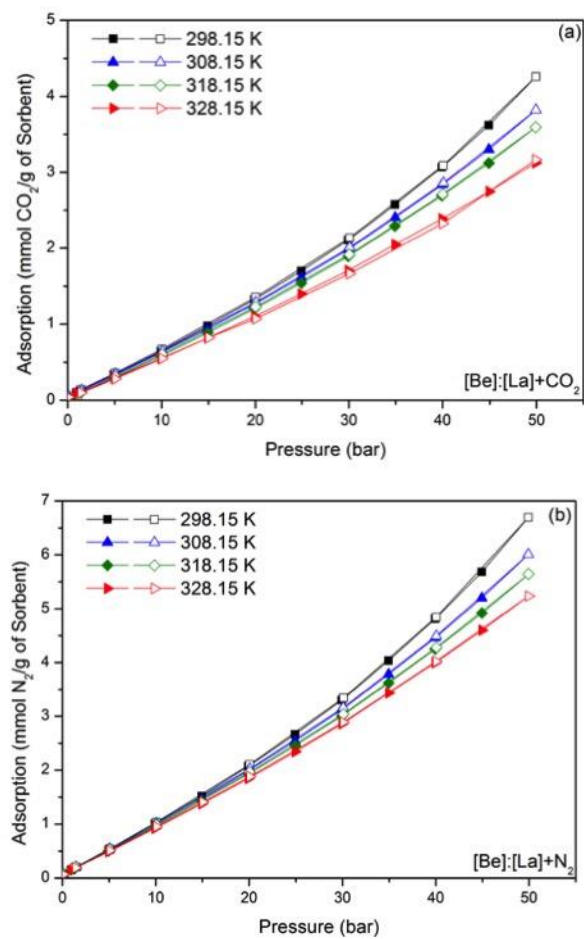 (a)
298.15 K
308.15 K
318.15 K
328.15 K
5
4
3
2
1
0
Adsorption (mmol CO₂/g of Sorbent)
[Be]:[La]+CO₂
0 10 20 30 40 50
Pressure (bar)
(b)
298.15 K
308.15 K
318.15 K
328.15 K
7
6
5
4
3
2
1
0
Adsorption (mmol N₂/g of Sorbent)
[Be]:[La]+N₂
0 10 20 30 40 50
Pressure (bar)